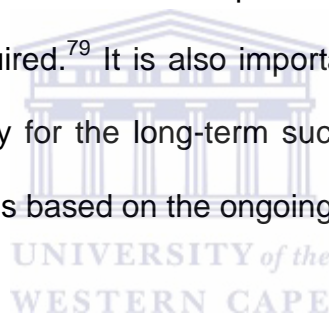 uired.79 It is also importa
y for the long-term suc
s based on the ongoing
UNIVERSITY of the
WESTERN CAPE